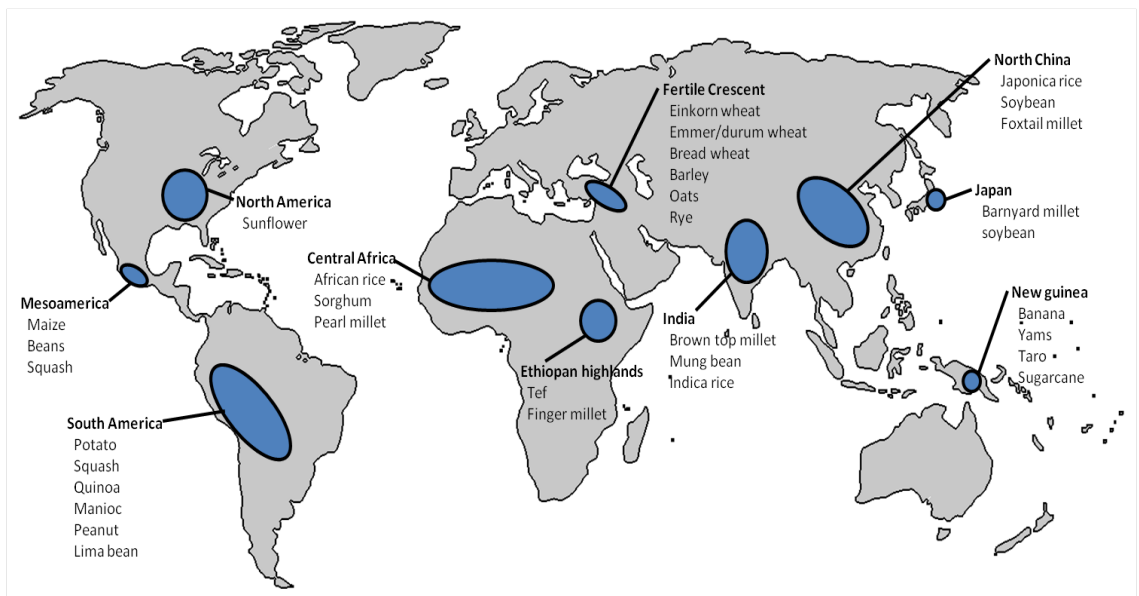 North America
Sunflower
Mesoamerica
Maize
Beans
Squash
South America
Potato
Squash
Quinoa
Manioc
Peanut
Lima bean
Central Africa
African rice
Sorghum
Pearl millet
Ethiopan highlands
Tef
Finger millet
Fertile Crescent
Einkorn wheat
Emmer/durum wheat
Bread wheat
Barley
Oats
Rye
India
Brown top millet
Mung bean
Indica rice
North China
Japonica rice
Soybean
Foxtail millet
Japan
Barnyard millet
soybean
New guinea
Banana
Yams
Taro
Sugarcane